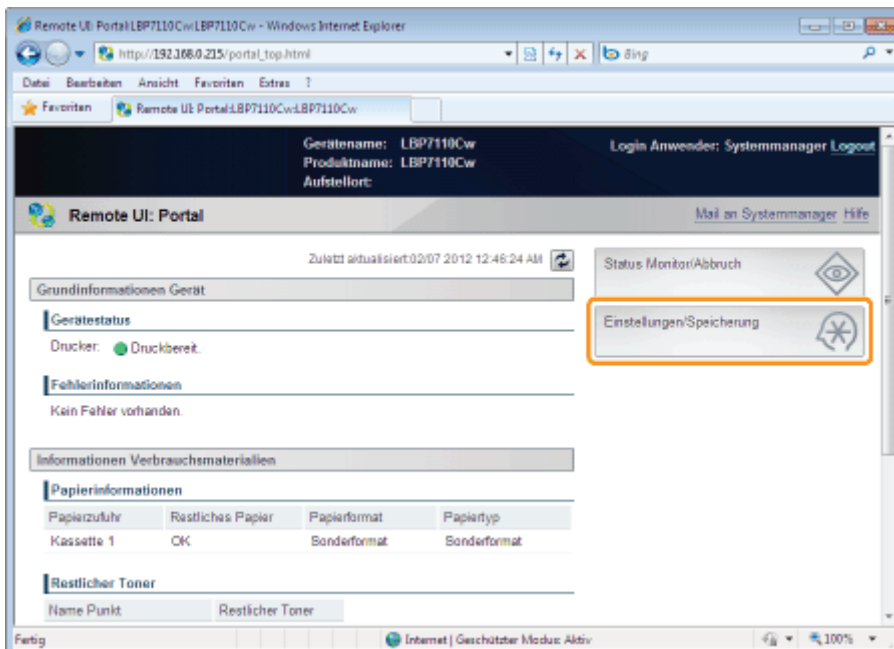 Remote UI: Portal:LBP7110Cw:LBP7110Cw - Windows Internet Explorer
http://192.168.0.215/portal_top.html
Bing
Datei Bearbeiten Ansicht Favoriten Extras ?
Favoriten Remote UI: Portal:LBP7110Cw:LBP7110Cw
Gerätename: LBP7110Cw
Produktname: LBP7110Cw
Aufstellort:
Login Anwender: Systemmanager Logout
Remote UI: Portal
Mail an Systemmanager Hilfe
Zuletzt aktualisiert:02/07 2012 12:46:24 AM
Status Monitor/Abbruch
Einstellungen/Speicherung
Grundinformationen Gerät
Gerätestatus
Drucker: Druckbereit.
Fehlerinformationen
Kein Fehler vorhanden.
Informationen Verbrauchsmaterialien
Papierinformationen
Papierzufuhr Restliches Papier Papierformat Papiertyp
Kassette 1 OK Sonderformat Sonderformat
Restlicher Toner
Name Punkt Restlicher Toner
Fertig Internet | Geschützter Modus: Aktiv 100%